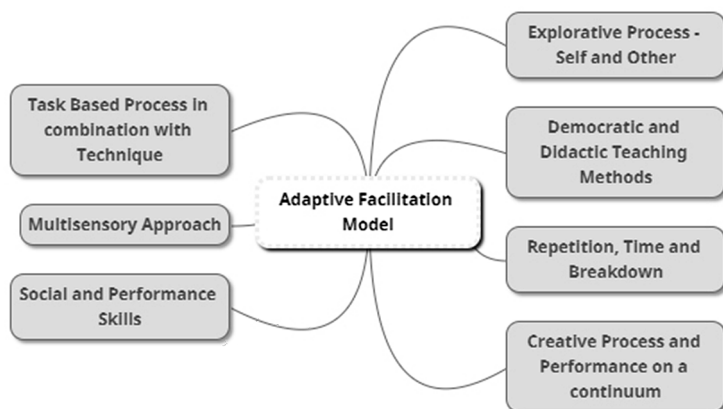 Task Based Process in
combination with
Technique
Multisensory Approach
Social and Performance
Skills
Adaptive Facilitation
Model
Explorative Process -
Self and Other
Democratic and
Didactic Teaching
Methods
Repetition, Time and
Breakdown
Creative Process and
Performance on a
continuum